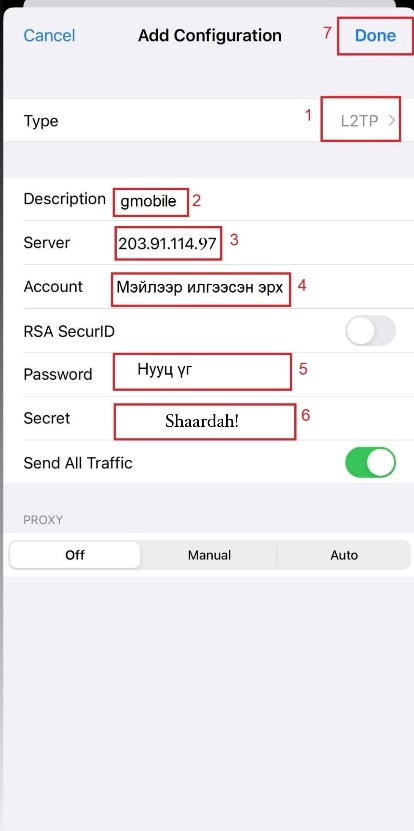 Cancel Add Configuration 7 Done
Type 1 L2TP
Description gmobile 2
Server 203.91.114.97 3
Account Мэйлээр илгээсэн эрх 4
RSA SecurID
Password Нууц үг 5
Secret Shaardah! 6
Send All Traffic
PROXY
Off Manual Auto